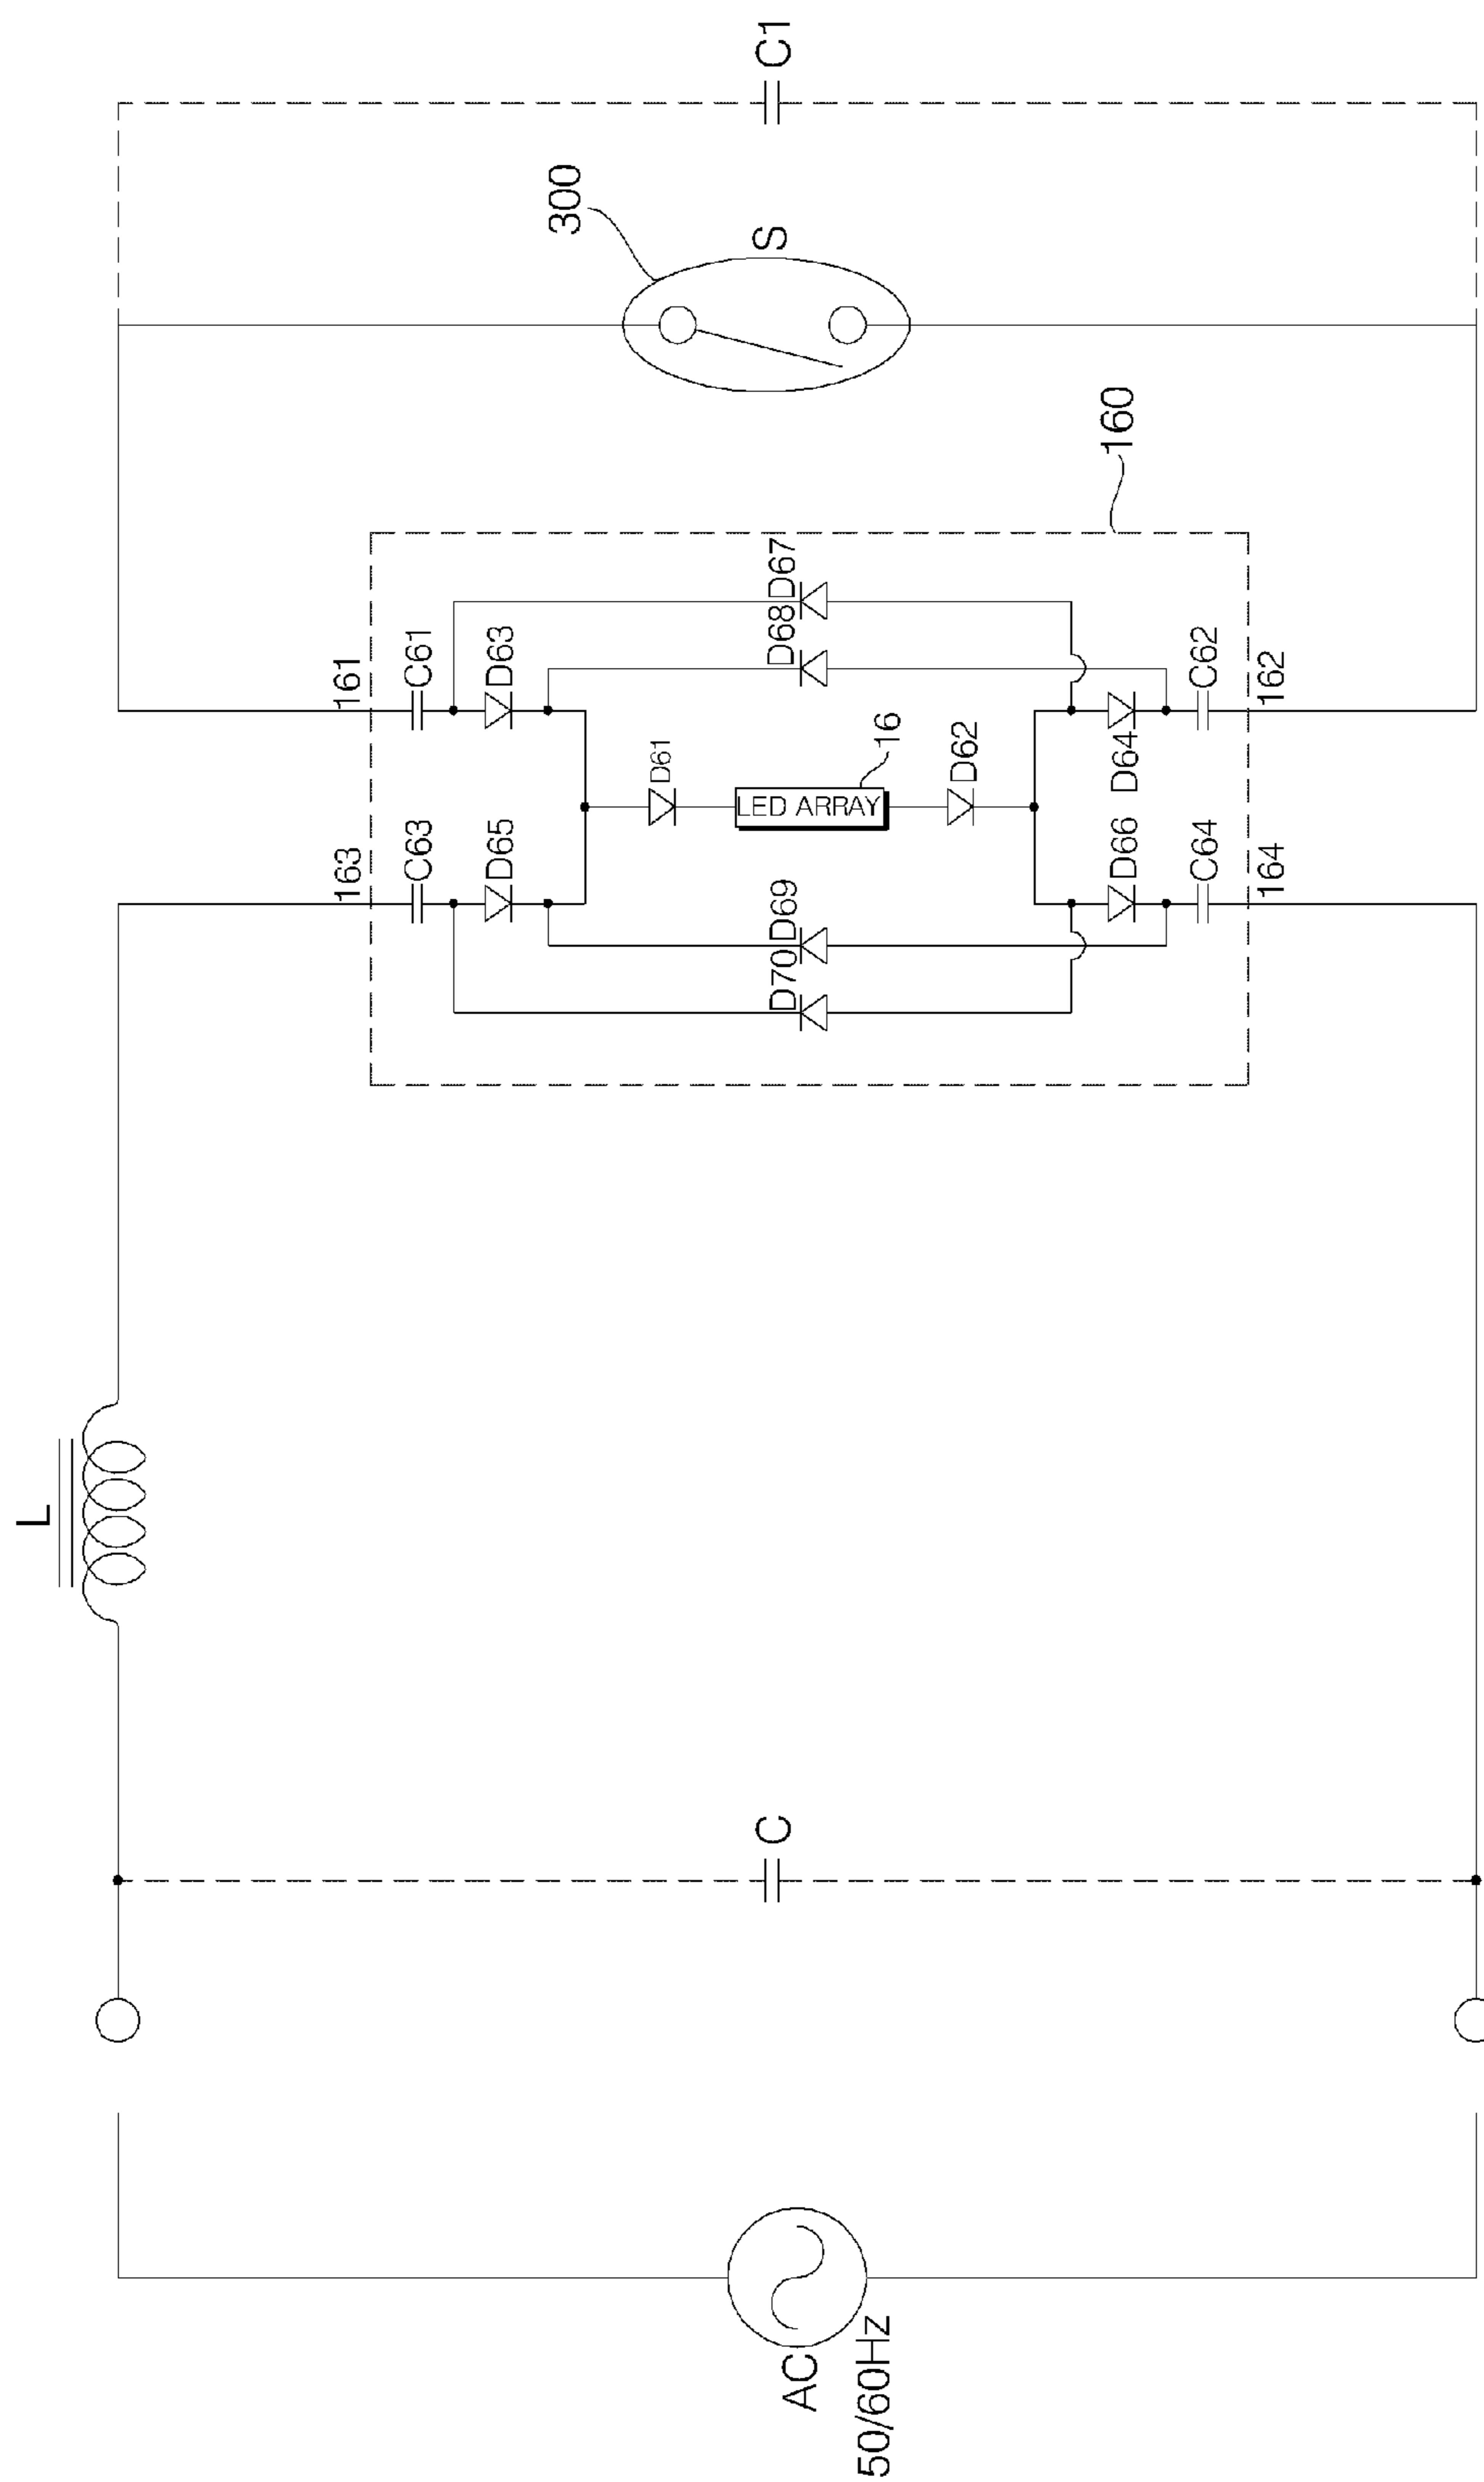 C1
300
S
160
161
C61
D63
D67
D68
C62
162
D64
D61
LED ARRAY
16
D62
163
C63
D65
D69
D70
D66
C64
164
L
C
AC
50/60Hz